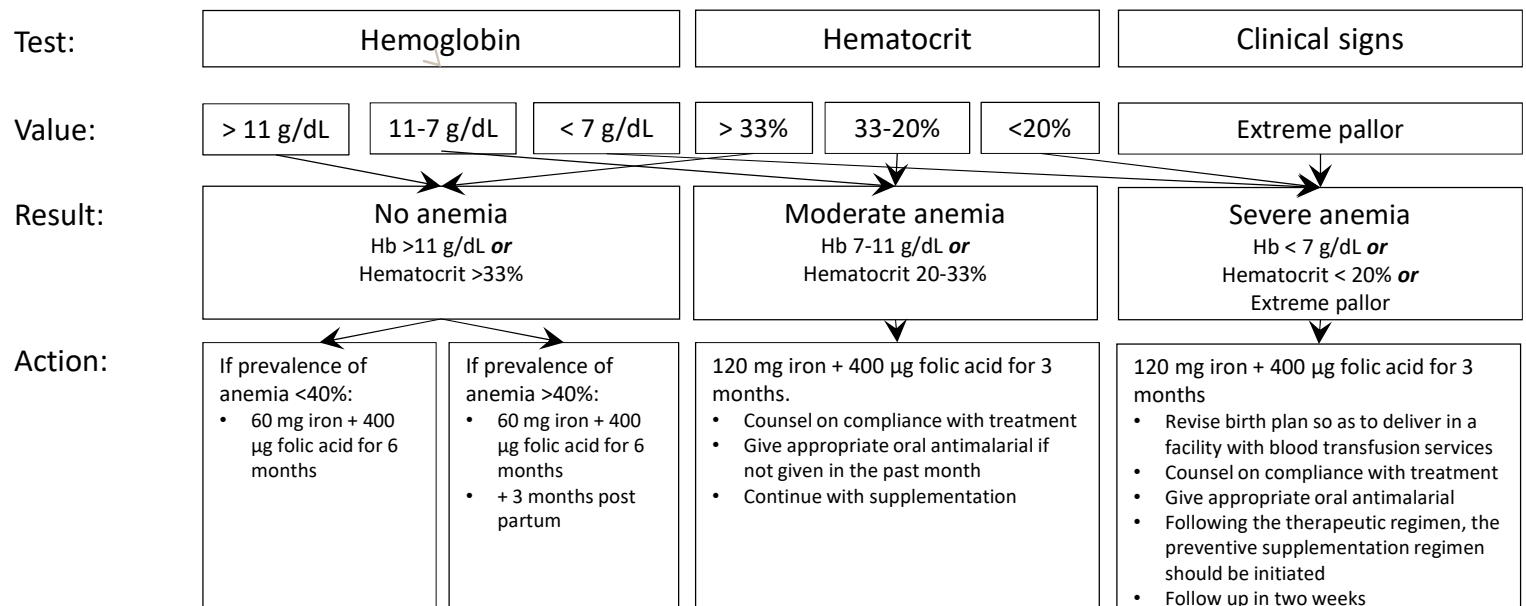 Test:
Hemoglobin
Hematocrit
Clinical signs
Value:
> 11 g/dL
11-7 g/dL
< 7 g/dL
> 33%
33-20%
<20%
Extreme pallor
Result:
No anemia
Hb >11 g/dL or
Hematocrit >33%
Moderate anemia
Hb 7-11 g/dL or
Hematocrit 20-33%
Severe anemia
Hb < 7 g/dL or
Hematocrit < 20% or
Extreme pallor
Action:
If prevalence of
anemia <40%:
• 60 mg iron + 400
µg folic acid for 6
months
If prevalence of
anemia >40%:
• 60 mg iron + 400
µg folic acid for 6
months
• + 3 months post
partum
120 mg iron + 400 µg folic acid for 3
months.
• Counsel on compliance with treatment
• Give appropriate oral antimalarial if
not given in the past month
• Continue with supplementation
120 mg iron + 400 µg folic acid for 3
months
• Revise birth plan so as to deliver in a
facility with blood transfusion services
• Counsel on compliance with treatment
• Give appropriate oral antimalarial
• Following the therapeutic regimen, the
preventive supplementation regimen
should be initiated
• Follow up in two weeks